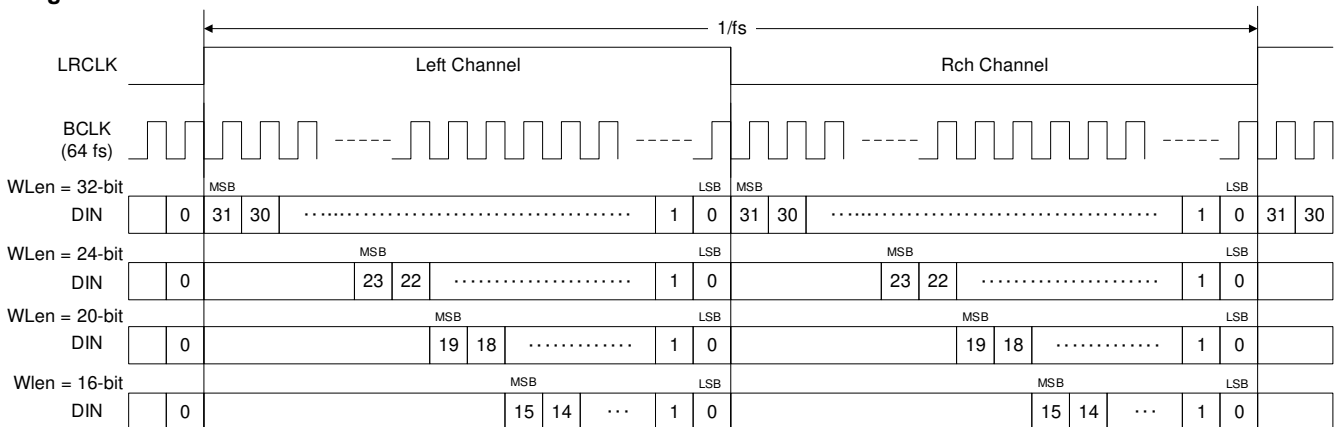 1/fs
LRCLK Left Channel Rch Channel
BCLK
(64 fs)
WLen = 32-bit MSB LSB MSB LSB
DIN 0 31 30 1 0 31 30 1 0 31 30
WLen = 24-bit MSB LSB MSB LSB
DIN 0 23 22 1 0 23 22 1 0
WLen = 20-bit MSB LSB MSB LSB
DIN 0 19 18 1 0 19 18 1 0
Wlen = 16-bit MSB LSB MSB LSB
DIN 0 15 14 1 0 15 14 1 0